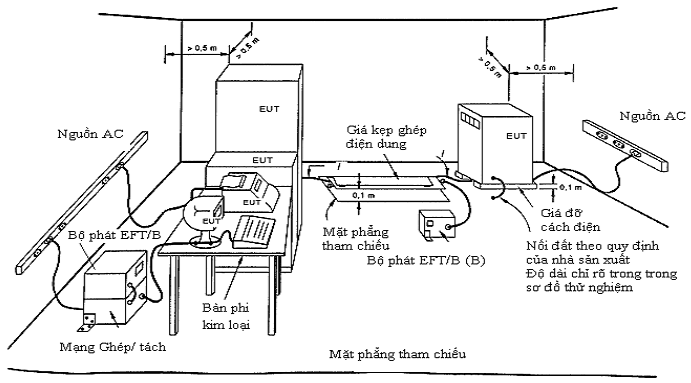 > 0,5 m
> 0,5 m
> 0,5 m
> 0,5 m
EUT
Nguồn AC
Nguồn AC
Giá kẹp ghép
điện dung
EUT
EUT
l
l
EUT
0,1 m
0,1 m
EUT
Giá đỡ
cách điện
Mặt phẳng
tham chiếu
Bộ phát EFT/B
Bộ phát EFT/B (B)
Nối đất theo quy định
của nhà sản xuất
Độ dài chỉ rõ trong trong
sơ đồ thử nghiệm
Bàn phi
kim loại
Mạng Ghép/ tách
Mặt phẳng tham chiếu